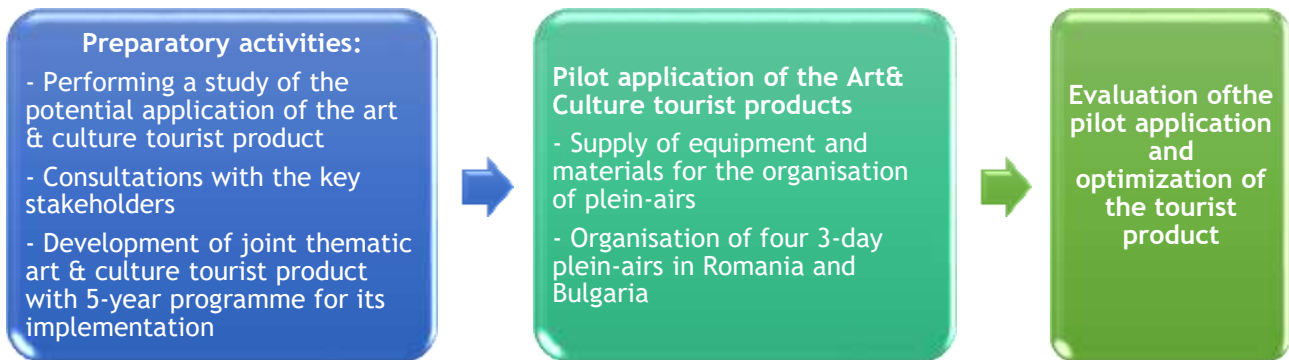 Preparatory activities:
- Performing a study of the
potential application of the art
& culture tourist product
- Consultations with the key
stakeholders
- Development of joint thematic
art & culture tourist product
with 5-year programme for its
implementation
Pilot application of the Art&
Culture tourist products
- Supply of equipment and
materials for the organisation
of plein-airs
- Organisation of four 3-day
plein-airs in Romania and
Bulgaria
Evaluation ofthe
pilot application
and
optimization of
the tourist
product